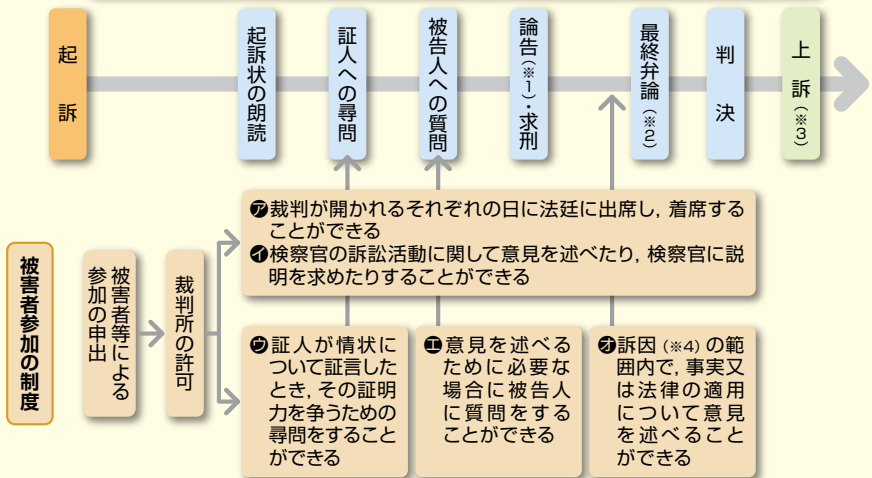 起訴
起訴状の朗読
証人への尋問
被告人への質問
論告(※1)・求刑
最終弁論(※2)
判決
上訴(※3)
被害者参加の制度
被害者等による
参加の申出
裁判所の許可
㋐裁判が開かれるそれぞれの日に法廷に出席し,着席する
ことができる
㋑検察官の訴訟活動に関して意見を述べたり,検察官に説
明を求めたりすることができる
㋒証人が情状に
ついて証言した
とき,その証明
力を争うための
尋問をすること
ができる
㋓意見を述べる
ために必要な
場合に被告人
に質問をする
ことができる
㋔訴因(※4)の範
囲内で,事実又
は法律の適用
について意見
を述べること
ができる